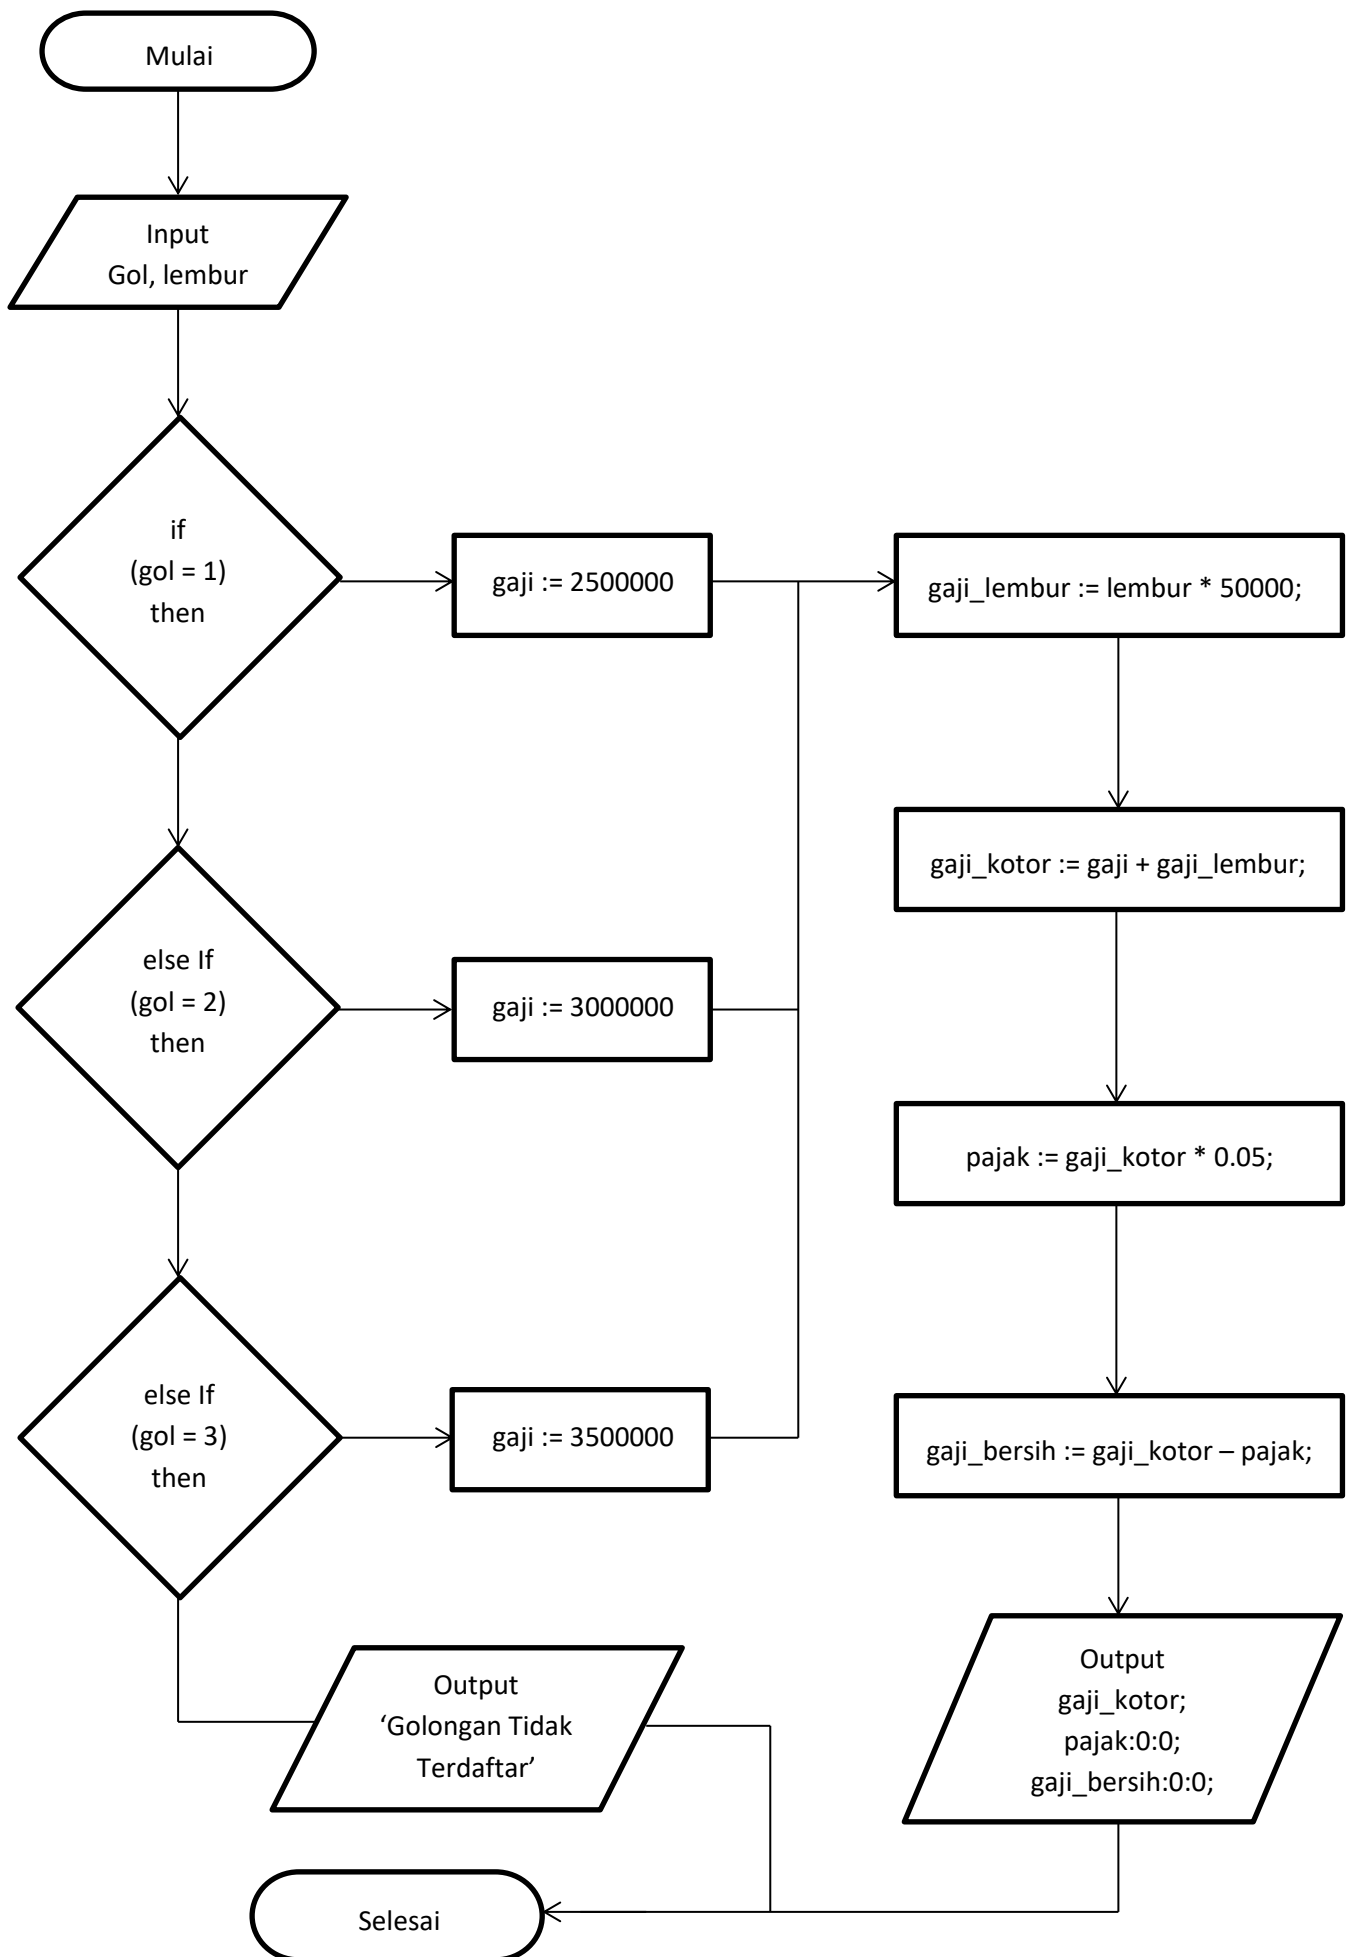 Mulai
Input
Gol, lembur
if
(gol = 1)
then
gaji := 2500000
gaji_lembur := lembur * 50000;
gaji_kotor := gaji + gaji_lembur;
else If
(gol = 2)
then
gaji := 3000000
pajak := gaji_kotor * 0.05;
else If
(gol = 3)
then
gaji := 3500000
gaji_bersih := gaji_kotor – pajak;
Output
‘Golongan Tidak
Terdaftar’
Output
gaji_kotor;
pajak:0:0;
gaji_bersih:0:0;
Selesai